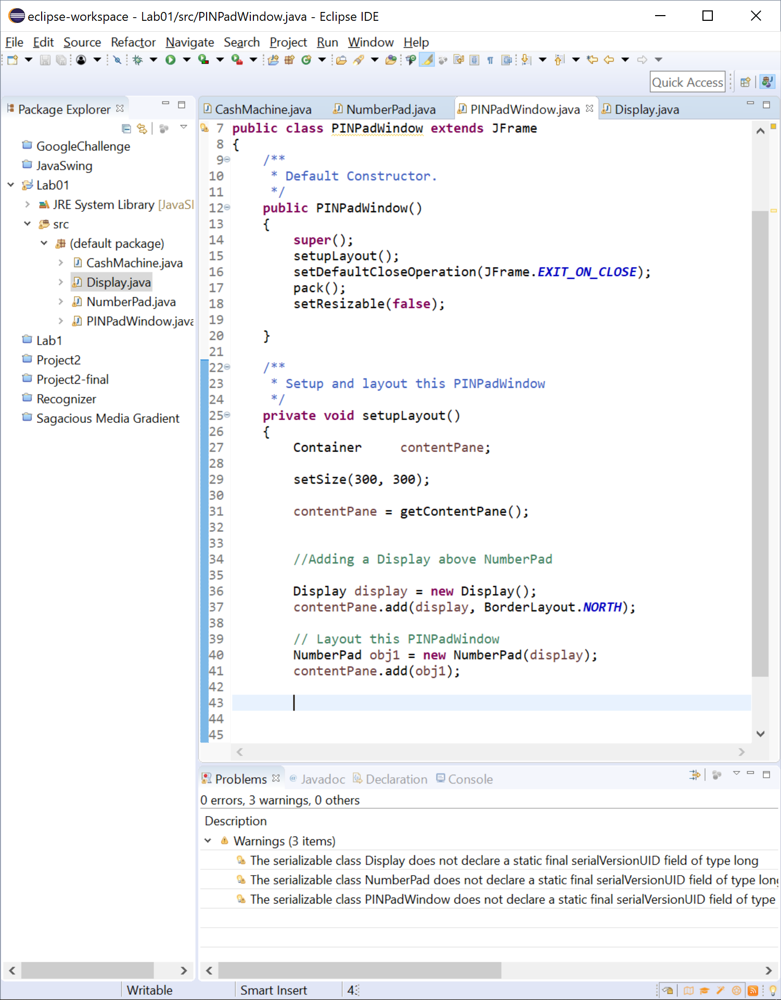 eclipse-workspace - Lab01/src/PINPadWindow.java - Eclipse IDE
File Edit Source Refactor Navigate Search Project Run Window Help
Quick Access
Package Explorer
GoogleChallenge
JavaSwing
Lab01
JRE System Library [JavaSI
src
(default package)
CashMachine.java
Display.java
NumberPad.java
PINPadWindow.java
Lab1
Project2
Project2-final
Recognizer
Sagacious Media Gradient
CashMachine.java NumberPad.java PINPadWindow.java Display.java
7 public class PINPadWindow extends JFrame
8 {
9 /**
10 * Default Constructor.
11 */
12 public PINPadWindow()
13 {
14 super();
15 setupLayout();
16 setDefaultCloseOperation(JFrame.EXIT_ON_CLOSE);
17 pack();
18 setResizable(false);
19
20 }
21
22 /**
23 * Setup and layout this PINPadWindow
24 */
25 private void setupLayout()
26 {
27 Container contentPane;
28
29 setSize(300, 300);
30
31 contentPane = getContentPane();
32
33
34 //Adding a Display above NumberPad
35
36 Display display = new Display();
37 contentPane.add(display, BorderLayout.NORTH);
38
39 // Layout this PINPadWindow
40 NumberPad obj1 = new NumberPad(display);
41 contentPane.add(obj1);
42
43
44
45
Problems @ Javadoc Declaration Console
0 errors, 3 warnings, 0 others
Description
Warnings (3 items)
The serializable class Display does not declare a static final serialVersionUID field of type long
The serializable class NumberPad does not declare a static final serialVersionUID field of type long
The serializable class PINPadWindow does not declare a static final serialVersionUID field of type
Writable Smart Insert